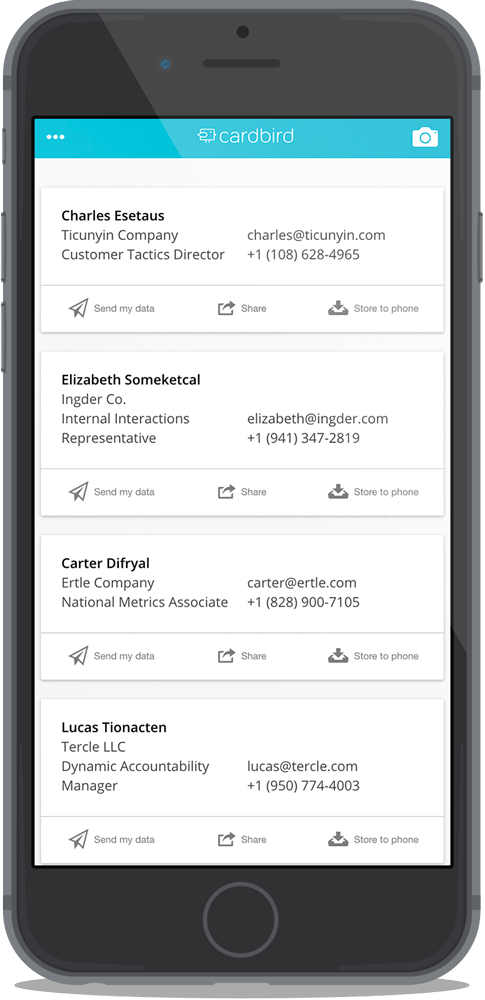 cardbird
Charles Esetaus
Ticunyin Company charles@ticunyin.com
Customer Tactics Director +1 (108) 628-4965
Send my data Share Store to phone
Elizabeth Someketcal
Ingder Co.
Internal Interactions elizabeth@ingder.com
Representative +1 (941) 347-2819
Send my data Share Store to phone
Carter Difryal
Ertle Company carter@ertle.com
National Metrics Associate +1 (828) 900-7105
Send my data Share Store to phone
Lucas Tionacten
Tercle LLC
Dynamic Accountability lucas@tercle.com
Manager +1 (950) 774-4003
Send my data Share Store to phone